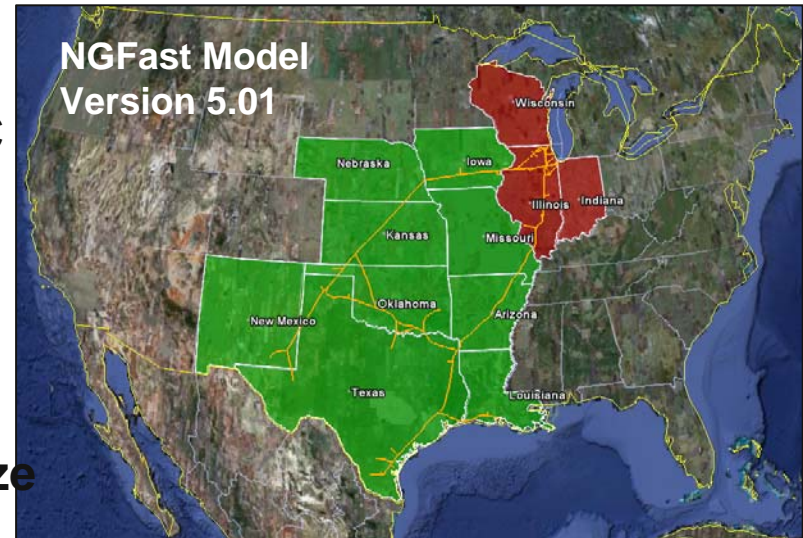 NGFast Model
Version 5.01
Wisconsin
Nebraska
Iowa
Illinois
Indiana
Kansas
Missouri
Oklahoma
New Mexico
Arizona
Texas
Louisiana
ze